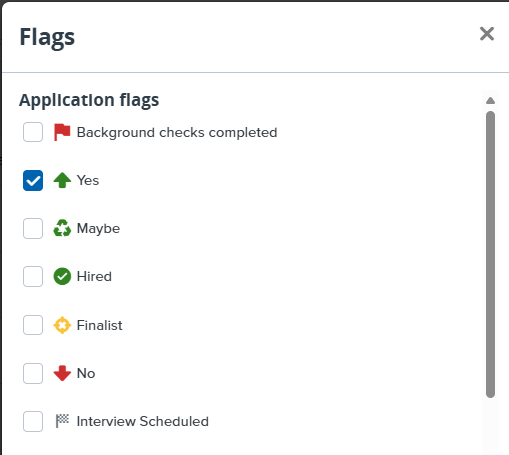 Flags
Application flags
Background checks completed
Yes
Maybe
Hired
Finalist
No
Interview Scheduled